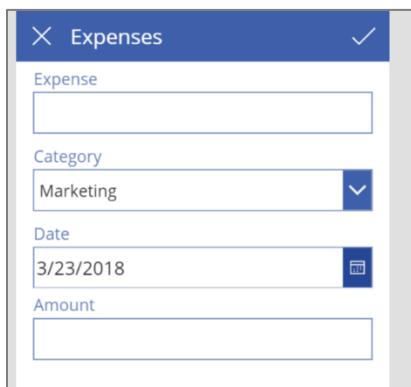 Expenses
Expense
Category
Marketing
Date
3/23/2018
Amount